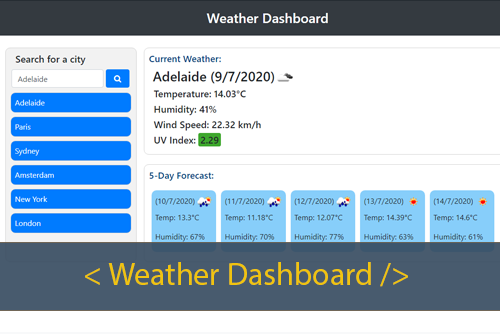 Weather Dashboard
Search for a city
Adelaide
Adelaide
Paris
Sydney
Amsterdam
New York
London
Current Weather:
Adelaide (9/7/2020)
Temperature: 14.03°C
Humidity: 41%
Wind Speed: 22.32 km/h
UV Index: 2.29
5-Day Forecast:
(10/7/2020)
Temp: 13.3°C
Humidity: 67%
(11/7/2020)
Temp: 11.18°C
Humidity: 70%
(12/7/2020)
Temp: 12.07°C
Humidity: 77%
(13/7/2020)
Temp: 14.39°C
Humidity: 63%
(14/7/2020)
Temp: 14.6°C
Humidity: 61%
< Weather Dashboard />